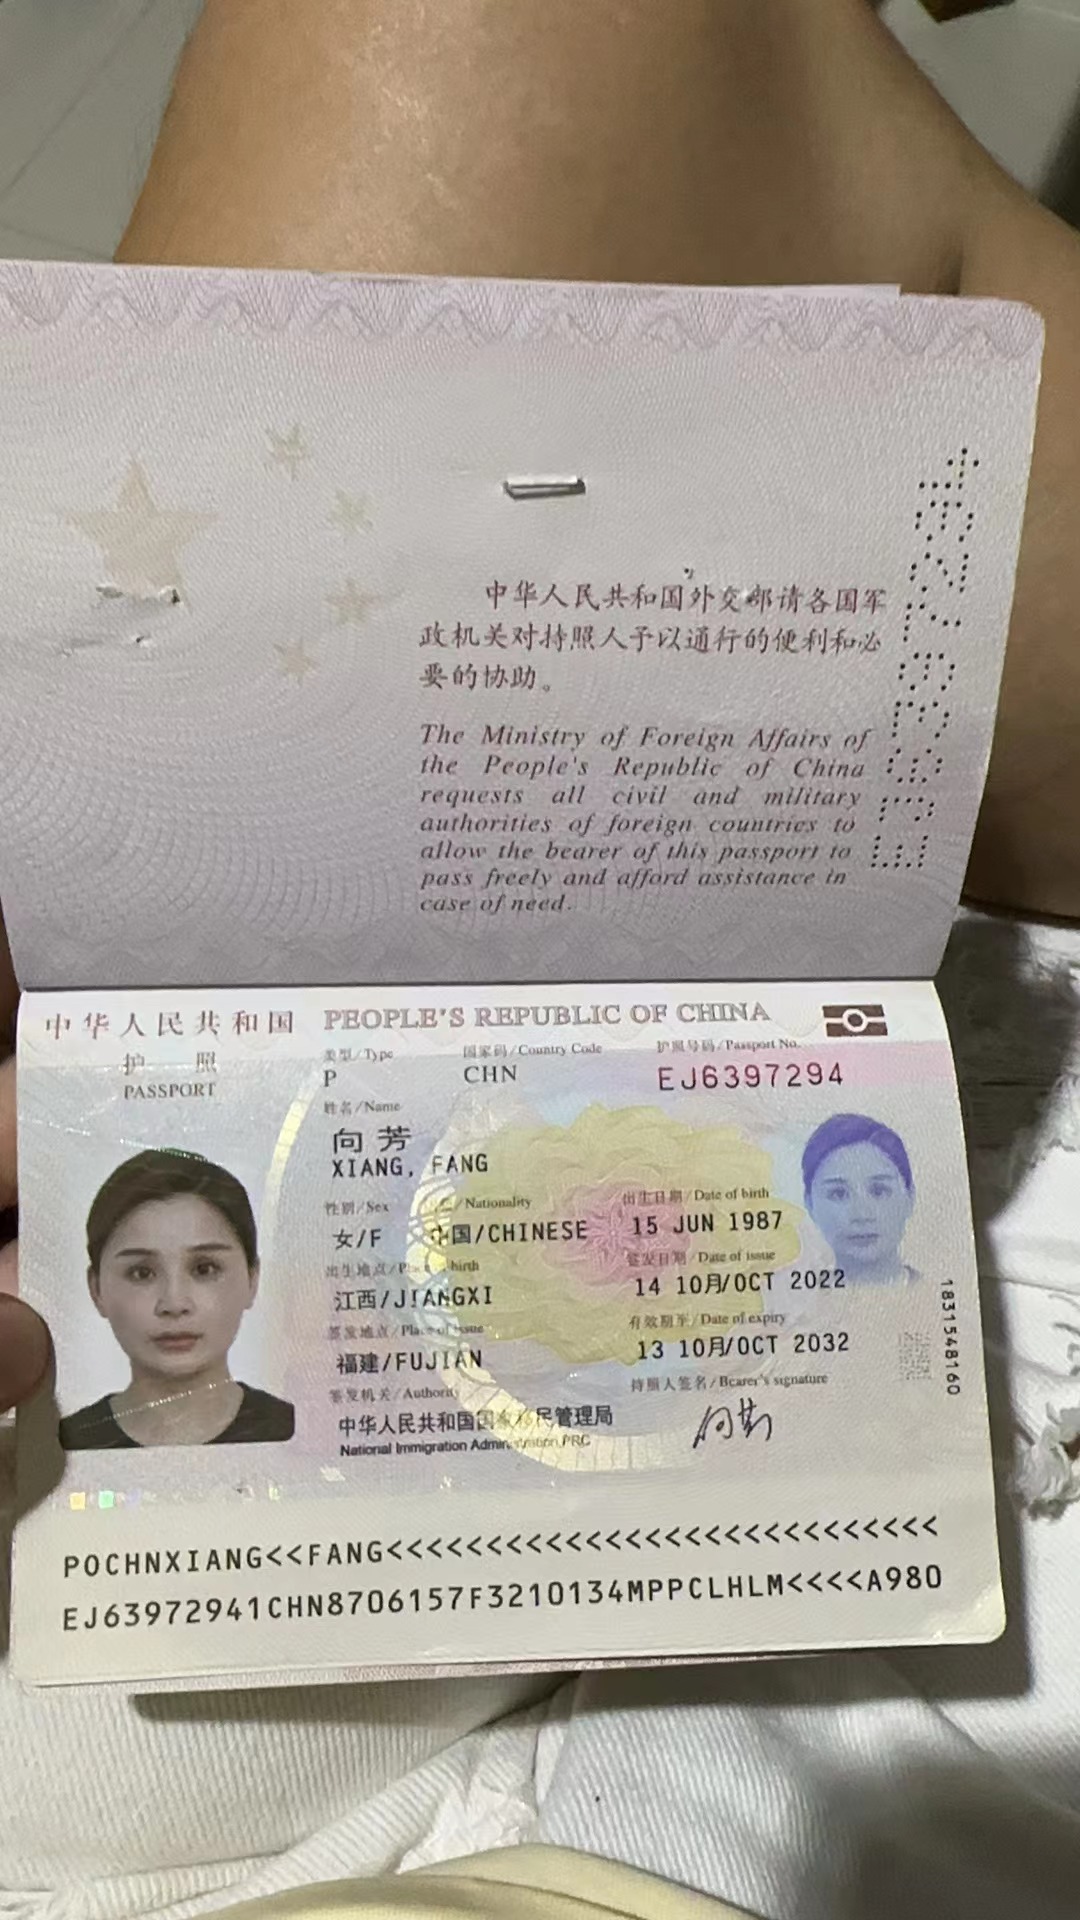 中华人民共和国外交部请各国军
政机关对持照人予以通行的便利和必
要的协助。
The Ministry of Foreign Affairs of
the People's Republic of China
requests all civil and military
authorities of foreign countries to
allow the bearer of this passport to
pass freely and afford assistance in
case of need.
中华人民共和国 PEOPLE'S REPUBLIC OF CHINA
护 照
PASSPORT
类型/Type 国家码/Country Code 护照号码/Passport No.
P CHN EJ6397294
姓名/Name
向芳
XIANG, FANG
性别/Sex /Nationality 出生日期/Date of birth
女/F 中国/CHINESE 15 JUN 1987
出生地点/Place birth 签发日期/Date of issue
江西/JIANGXI 14 10月/OCT 2022
签发地点/Place of issue 有效期至/Date of expiry
福建/FUJIAN 13 10月/OCT 2032
签发机关/Authority 持照人签名/Bearer's signature
中华人民共和国国家移民管理局 向芳
National Immigration Administration, PRC
1831548160
POCHNXIANG<<FANG<<<<<<<<<<<<<<<<<<<<<<<<<<<<
EJ63972941CHN8706157F3210134MPPCLHLM<<<<A980